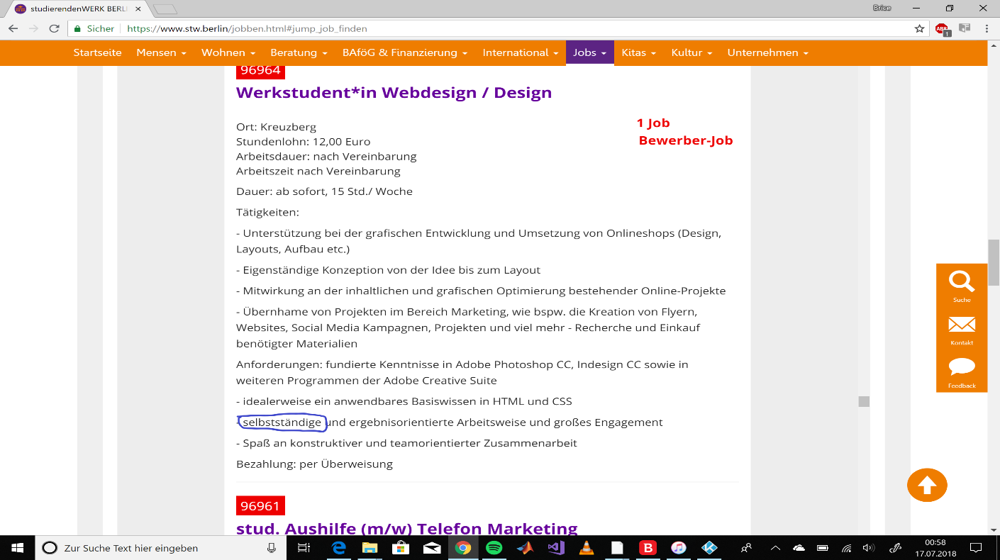 studierendenWERK BERLI
Brice
Sicher https://www.stw.berlin/jobben.html#jump_job_finden
ABP 1
Startseite Mensen Wohnen Beratung BAföG & Finanzierung International Jobs Kitas Kultur Unternehmen
96964
Werkstudent*in Webdesign / Design
1 Job
Bewerber-Job
Ort: Kreuzberg
Stundenlohn: 12,00 Euro
Arbeitsdauer: nach Vereinbarung
Arbeitszeit nach Vereinbarung
Dauer: ab sofort, 15 Std./ Woche
Tätigkeiten:
- Unterstützung bei der grafischen Entwicklung und Umsetzung von Onlineshops (Design,
Layouts, Aufbau etc.)
- Eigenständige Konzeption von der Idee bis zum Layout
- Mitwirkung an der inhaltlichen und grafischen Optimierung bestehender Online-Projekte
- Übernhame von Projekten im Bereich Marketing, wie bspw. die Kreation von Flyern,
Websites, Social Media Kampagnen, Projekten und viel mehr - Recherche und Einkauf
benötigter Materialien
Anforderungen: fundierte Kenntnisse in Adobe Photoshop CC, Indesign CC sowie in
weiteren Programmen der Adobe Creative Suite
- idealerweise ein anwendbares Basiswissen in HTML und CSS
- selbstständige und ergebnisorientierte Arbeitsweise und großes Engagement
- Spaß an konstruktiver und teamorientierter Zusammenarbeit
Bezahlung: per Überweisung
96961
stud. Aushilfe (m/w) Telefon Marketing
Suche
Kontakt
Feedback
Zur Suche Text hier eingeben
B
00:58
17.07.2018